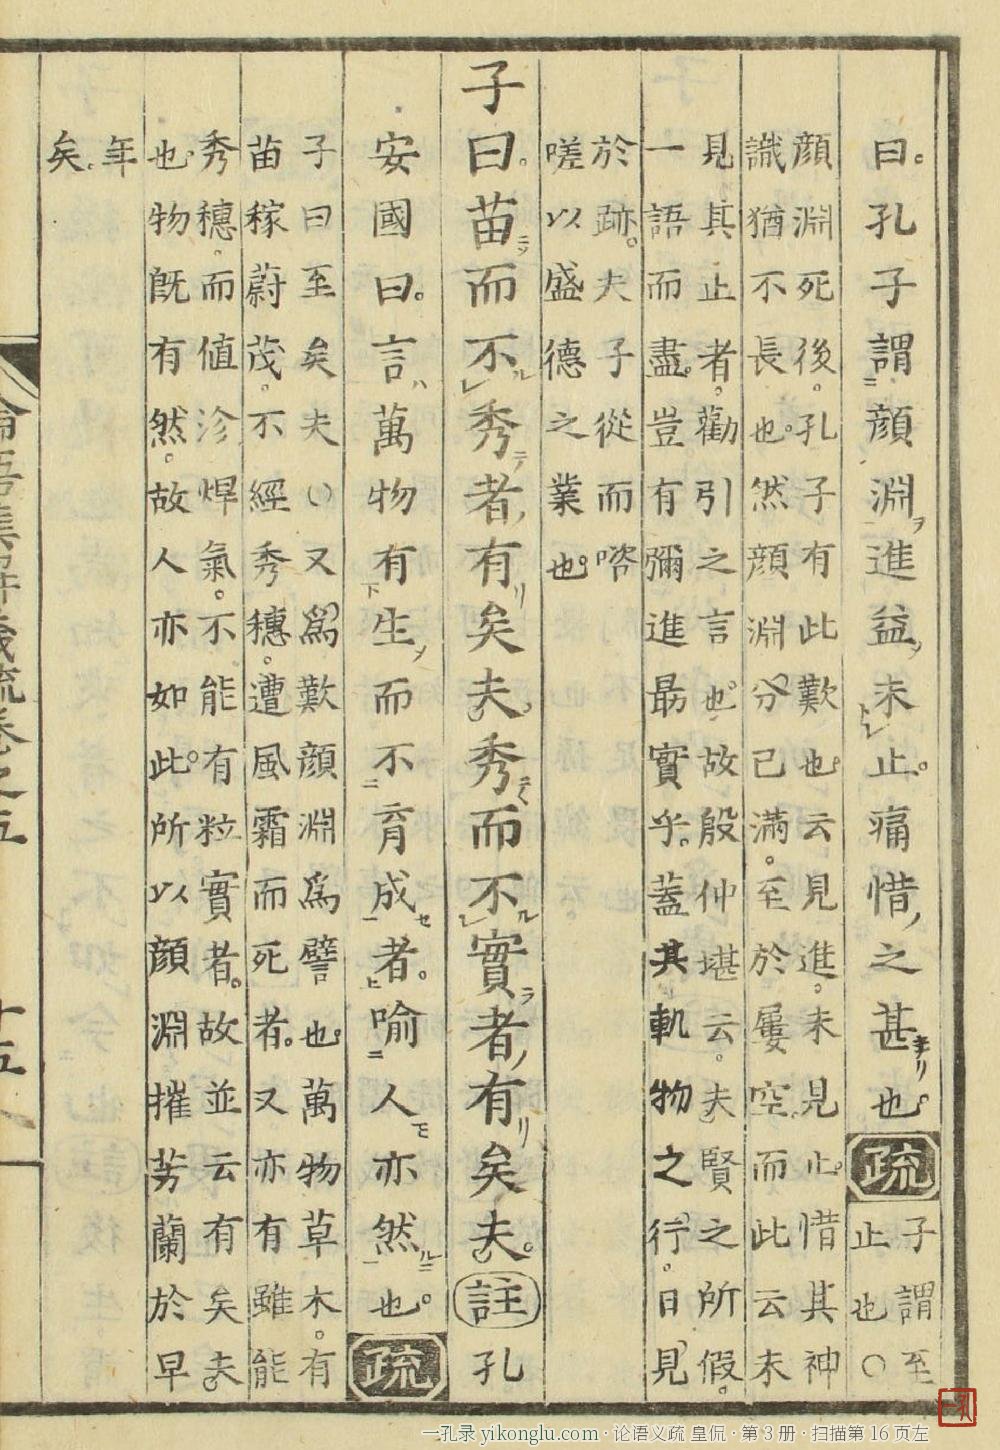 曰。孔子謂顏淵進益未止。痛惜之甚也。疏子謂至
止也〇
顏淵死後。孔子有此歎也。云見進。未見止。惜其神
識猶不長也。然顏淵分已滿。至於屢空。而此云未
見其止者。勸引之言也。故殷仲堪云。夫賢之所假。
一語而盡。豈有彌進勗實乎。蓋其軌物之行。日見
於跡。夫子從而咨
嗟以盛德之業也。
子曰。苗而不秀者有矣夫。秀而不實者有矣夫。註孔
安國曰。言萬物有生而不育成者。喻人亦然也。疏
子曰至矣夫〇又爲歎顏淵爲譬也。萬物草木。有
苗稼蔚茂。不經秀穗。遭風霜而死者。又亦有雖能
秀穗。而値沴焊氣。不能有粒實者。故並云有矣夫。
也。物既有然。故人亦如此。所以顏淵摧芳蘭於早
年
矣。
論語集解義疏卷之五 十五
一孔录 yikonglu.com · 论语义疏 皇侃 · 第 3 册 · 扫描第 16 页左